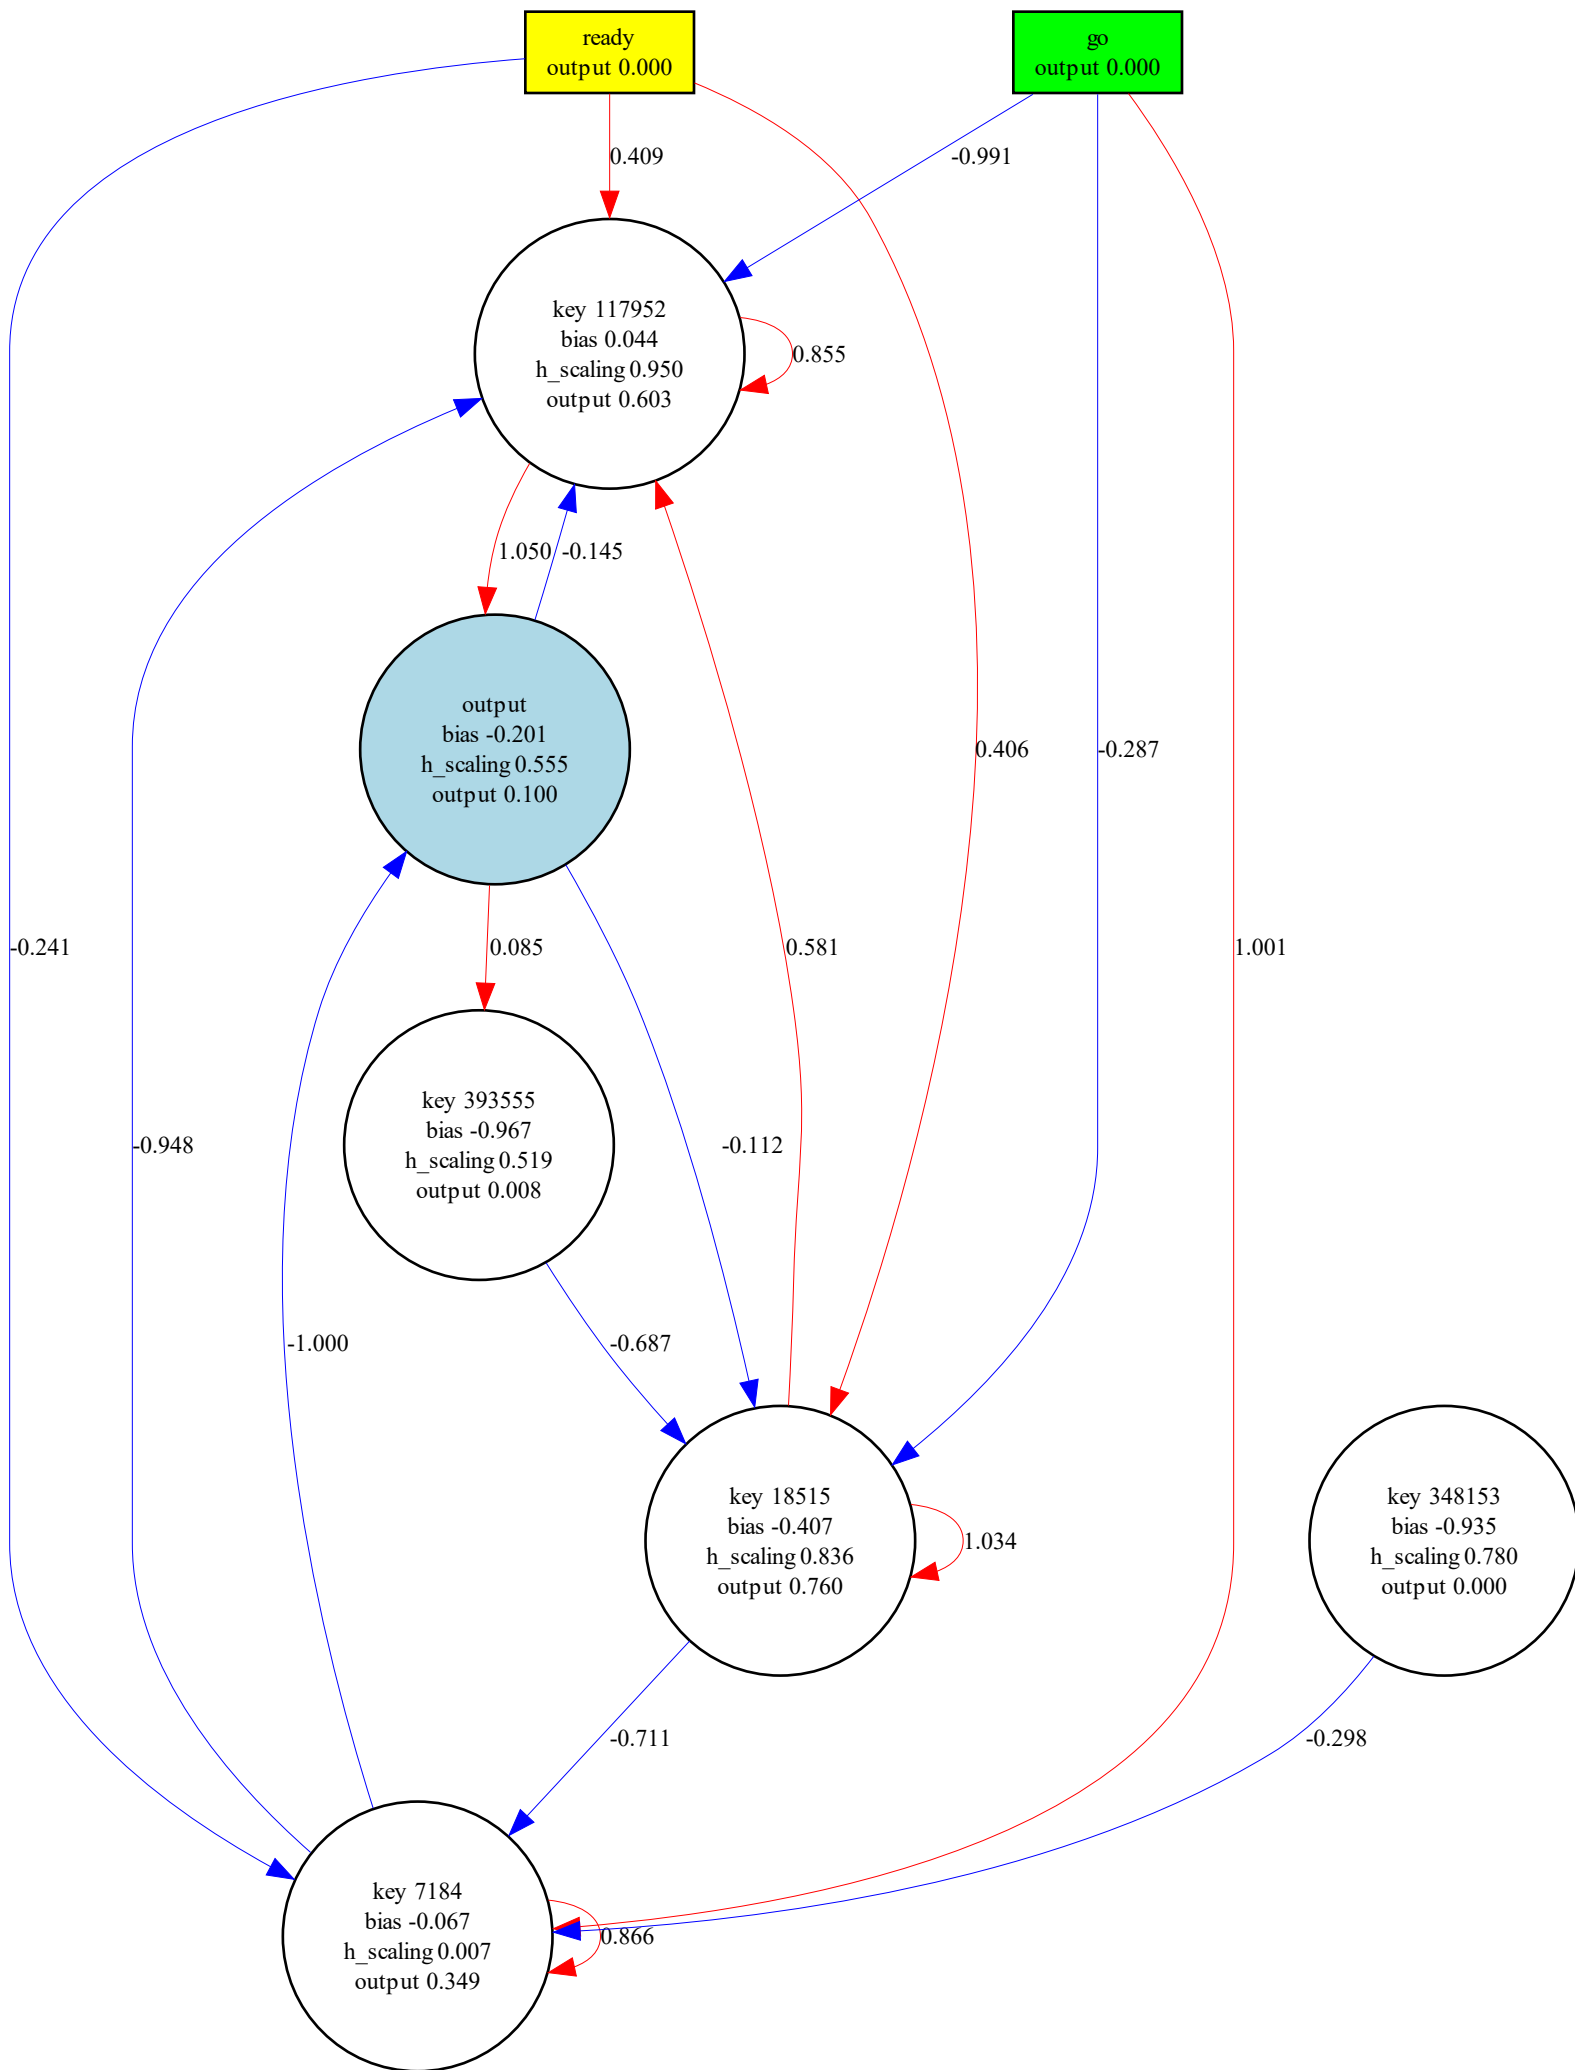 ready
output 0.000
go
output 0.000
0.409
-0.991
key 117952
bias 0.044
h_scaling 0.950
output 0.603
0.855
1.050
-0.145
output
bias -0.201
h_scaling 0.555
output 0.100
0.406
-0.287
-0.241
0.085
0.581
1.001
key 393555
bias -0.967
h_scaling 0.519
output 0.008
-0.948
-0.112
-1.000
-0.687
key 18515
bias -0.407
h_scaling 0.836
output 0.760
1.034
key 348153
bias -0.935
h_scaling 0.780
output 0.000
-0.711
-0.298
key 7184
bias -0.067
h_scaling 0.007
output 0.349
0.866